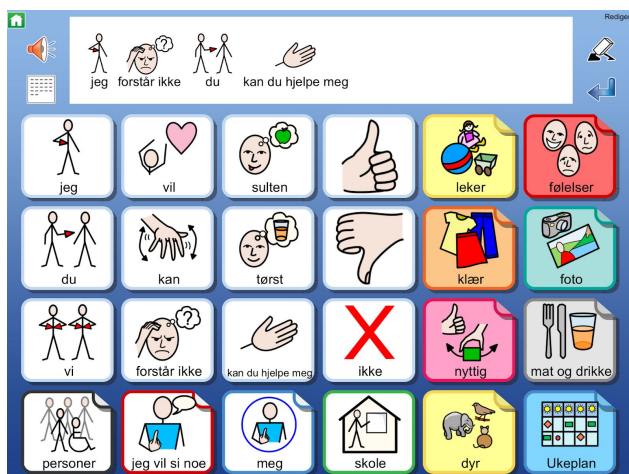 Rediger
jeg forstår ikke du kan du hjelpe meg
jeg vil sulten leker følelser
du kan tørst klær foto
vi forstår ikke kan du hjelpe meg ikke nyttig mat og drikke
personer jeg vil si noe meg skole dyr Ukeplan